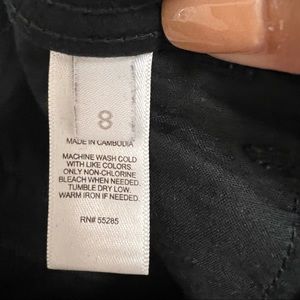 8
MADE IN CAMBODIA
MACHINE WASH COLD
WITH LIKE COLORS.
ONLY NON-CHLORINE
BLEACH WHEN NEEDED.
TUMBLE DRY LOW.
WARM IRON IF NEEDED.
RN# 55285